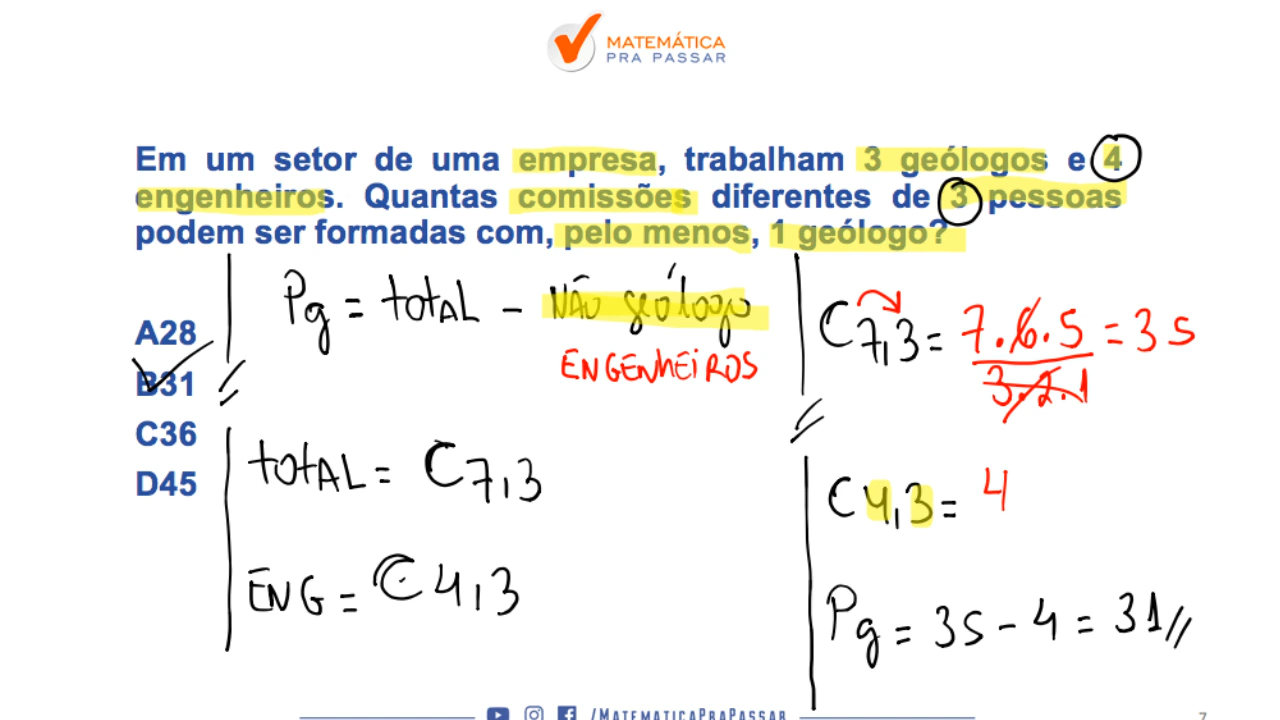 MATEMÁTICA
PRA PASSAR
Em um setor de uma empresa, trabalham 3 geólogos e 4
engenheiros. Quantas comissões diferentes de 3 pessoas
podem ser formadas com, pelo menos, 1 geólogo?
A28
B31
C36
D45
Pg = TOTAL - NÃO geólogo
ENGENHEIROS
TOTAL = C7,3
ENG = C4,3
C7,3 = 7.6.5 = 35
3.2.1
C4,3 = 4
Pg = 35 - 4 = 31//
/MATEMATICAPRAPASSAR
7